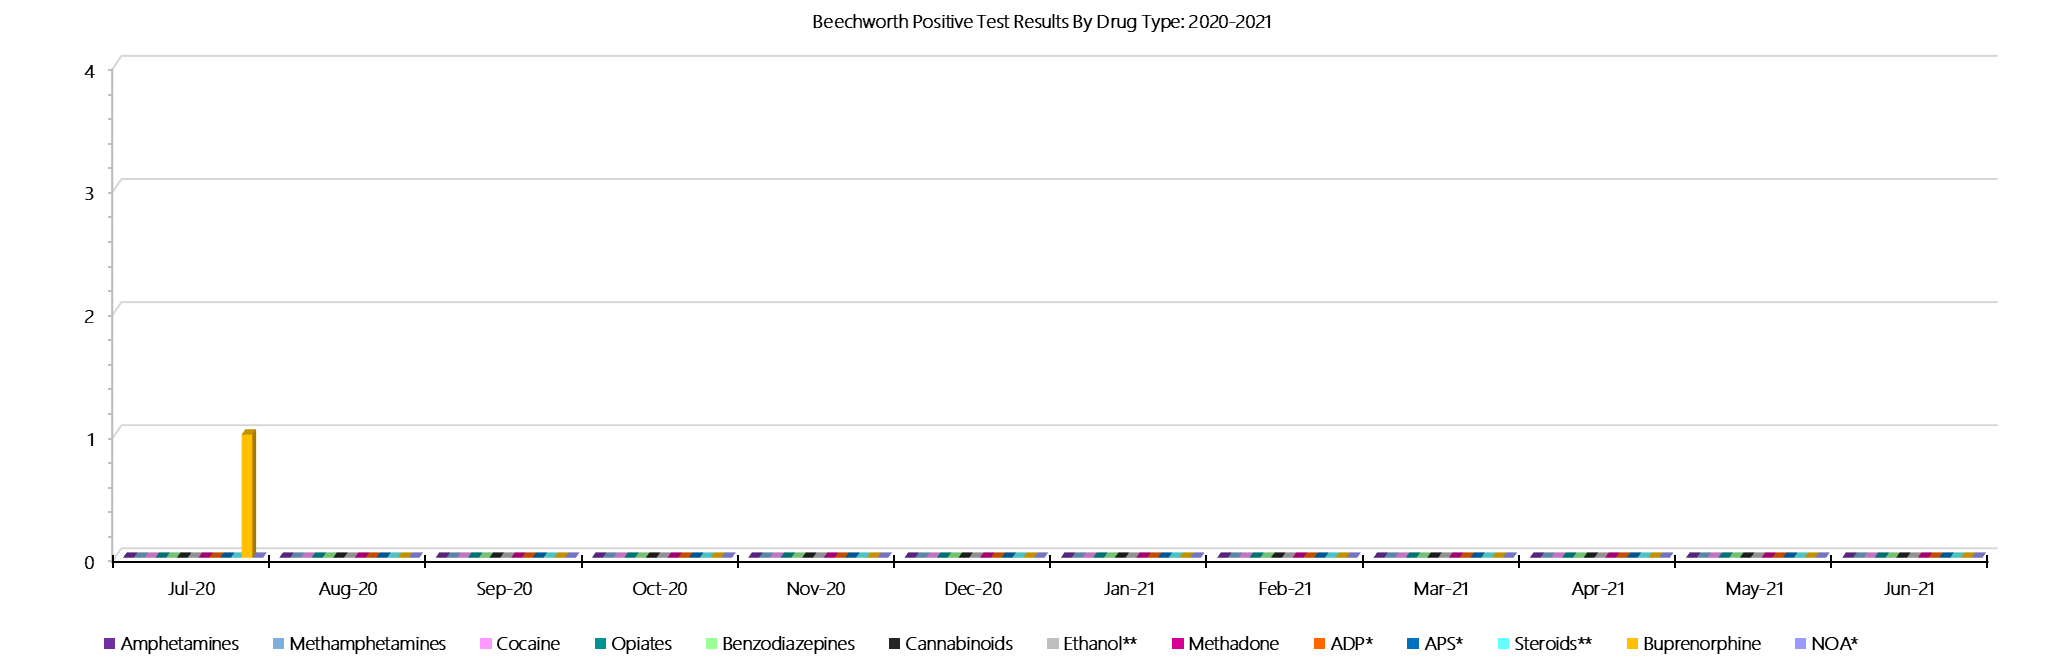 Beechworth Positive Test Results By Drug Type: 2020-2021
4
3
2
1
0
Jul-20 Aug-20 Sep-20 Oct-20 Nov-20 Dec-20 Jan-21 Feb-21 Mar-21 Apr-21 May-21 Jun-21
Amphetamines Methamphetamines Cocaine Opiates Benzodiazepines Cannabinoids Ethanol** Methadone ADP* APS* Steroids** Buprenorphine NOA*